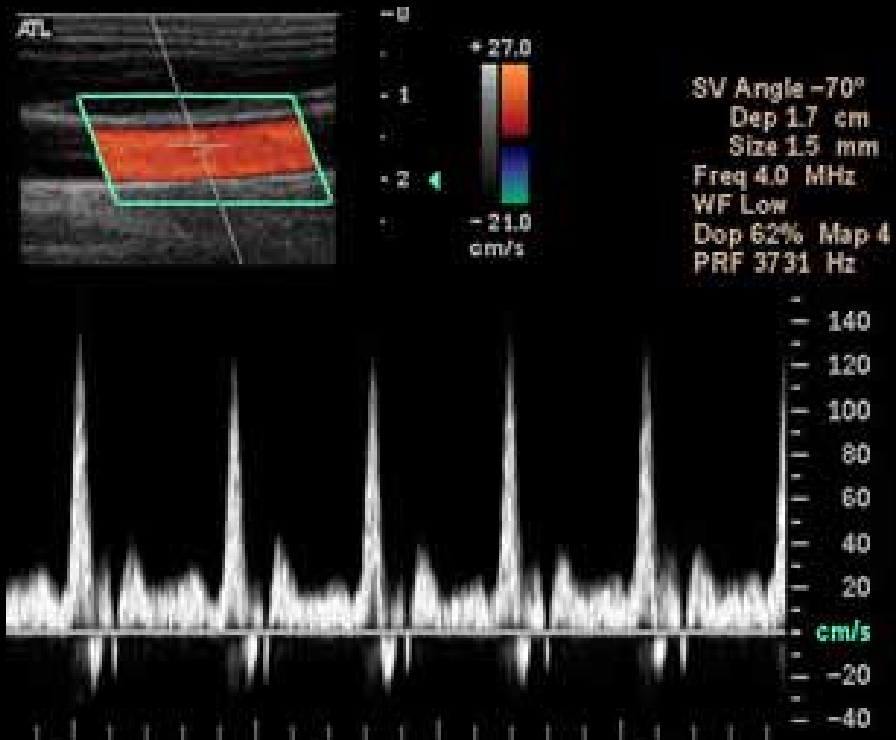 ATL
0
1
2
+ 27.0
- 21.0
cm/s
SV Angle -70°
Dep 1.7 cm
Size 1.5 mm
Freq 4.0 MHz
WF Low
Dop 62% Map 4
PRF 3731 Hz
140
120
100
80
60
40
20
cm/s
-20
-40